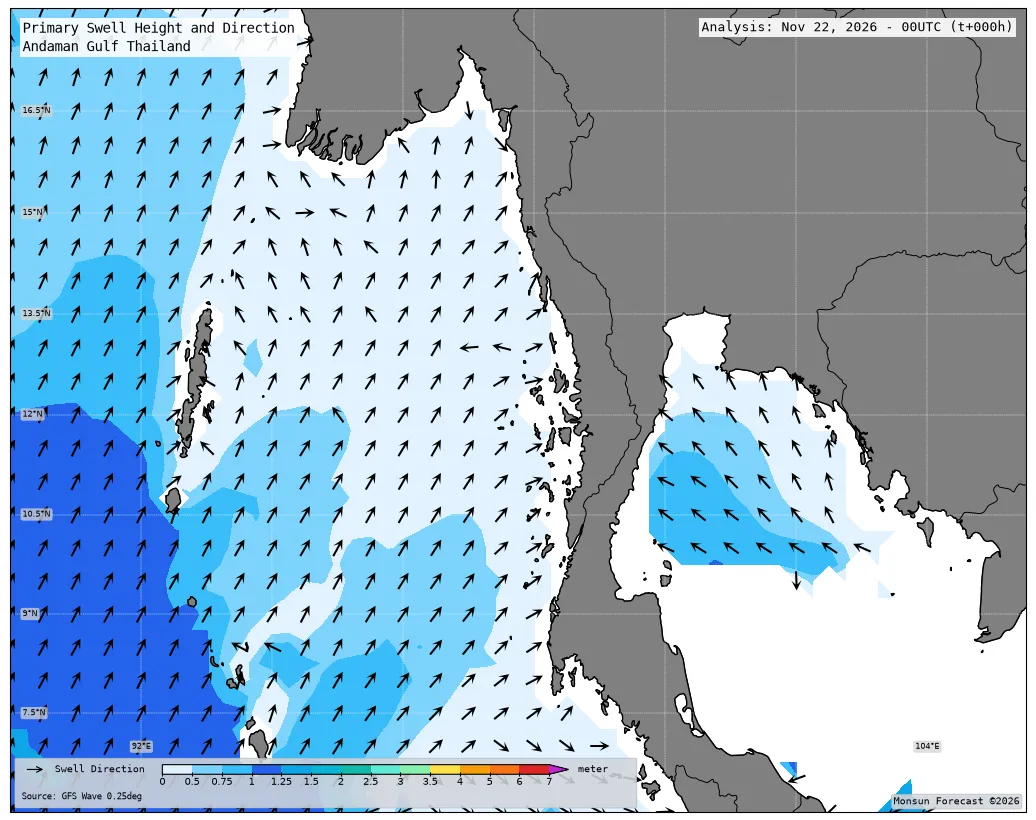 Primary Swell Height and Direction
Andaman Gulf Thailand
Analysis: Nov 22, 2026 - 00UTC (t+000h)
16.5°N
15°N
13.5°N
12°N
10.5°N
9°N
7.5°N
92°E
104°E
Swell Direction
meter
0 0.5 0.75 1 1.25 1.5 2 2.5 3 3.5 4 5 6 7
Source: GFS Wave 0.25deg
Monsun Forecast ©2026